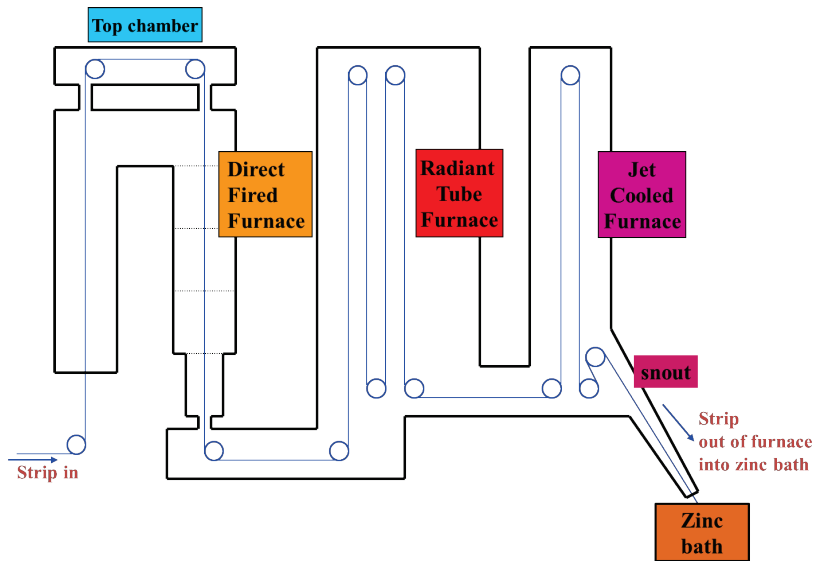 Top chamber
Direct
Fired
Furnace
Radiant
Tube
Furnace
Jet
Cooled
Furnace
snout
Strip
out of furnace
into zinc bath
Strip in
Zinc
bath